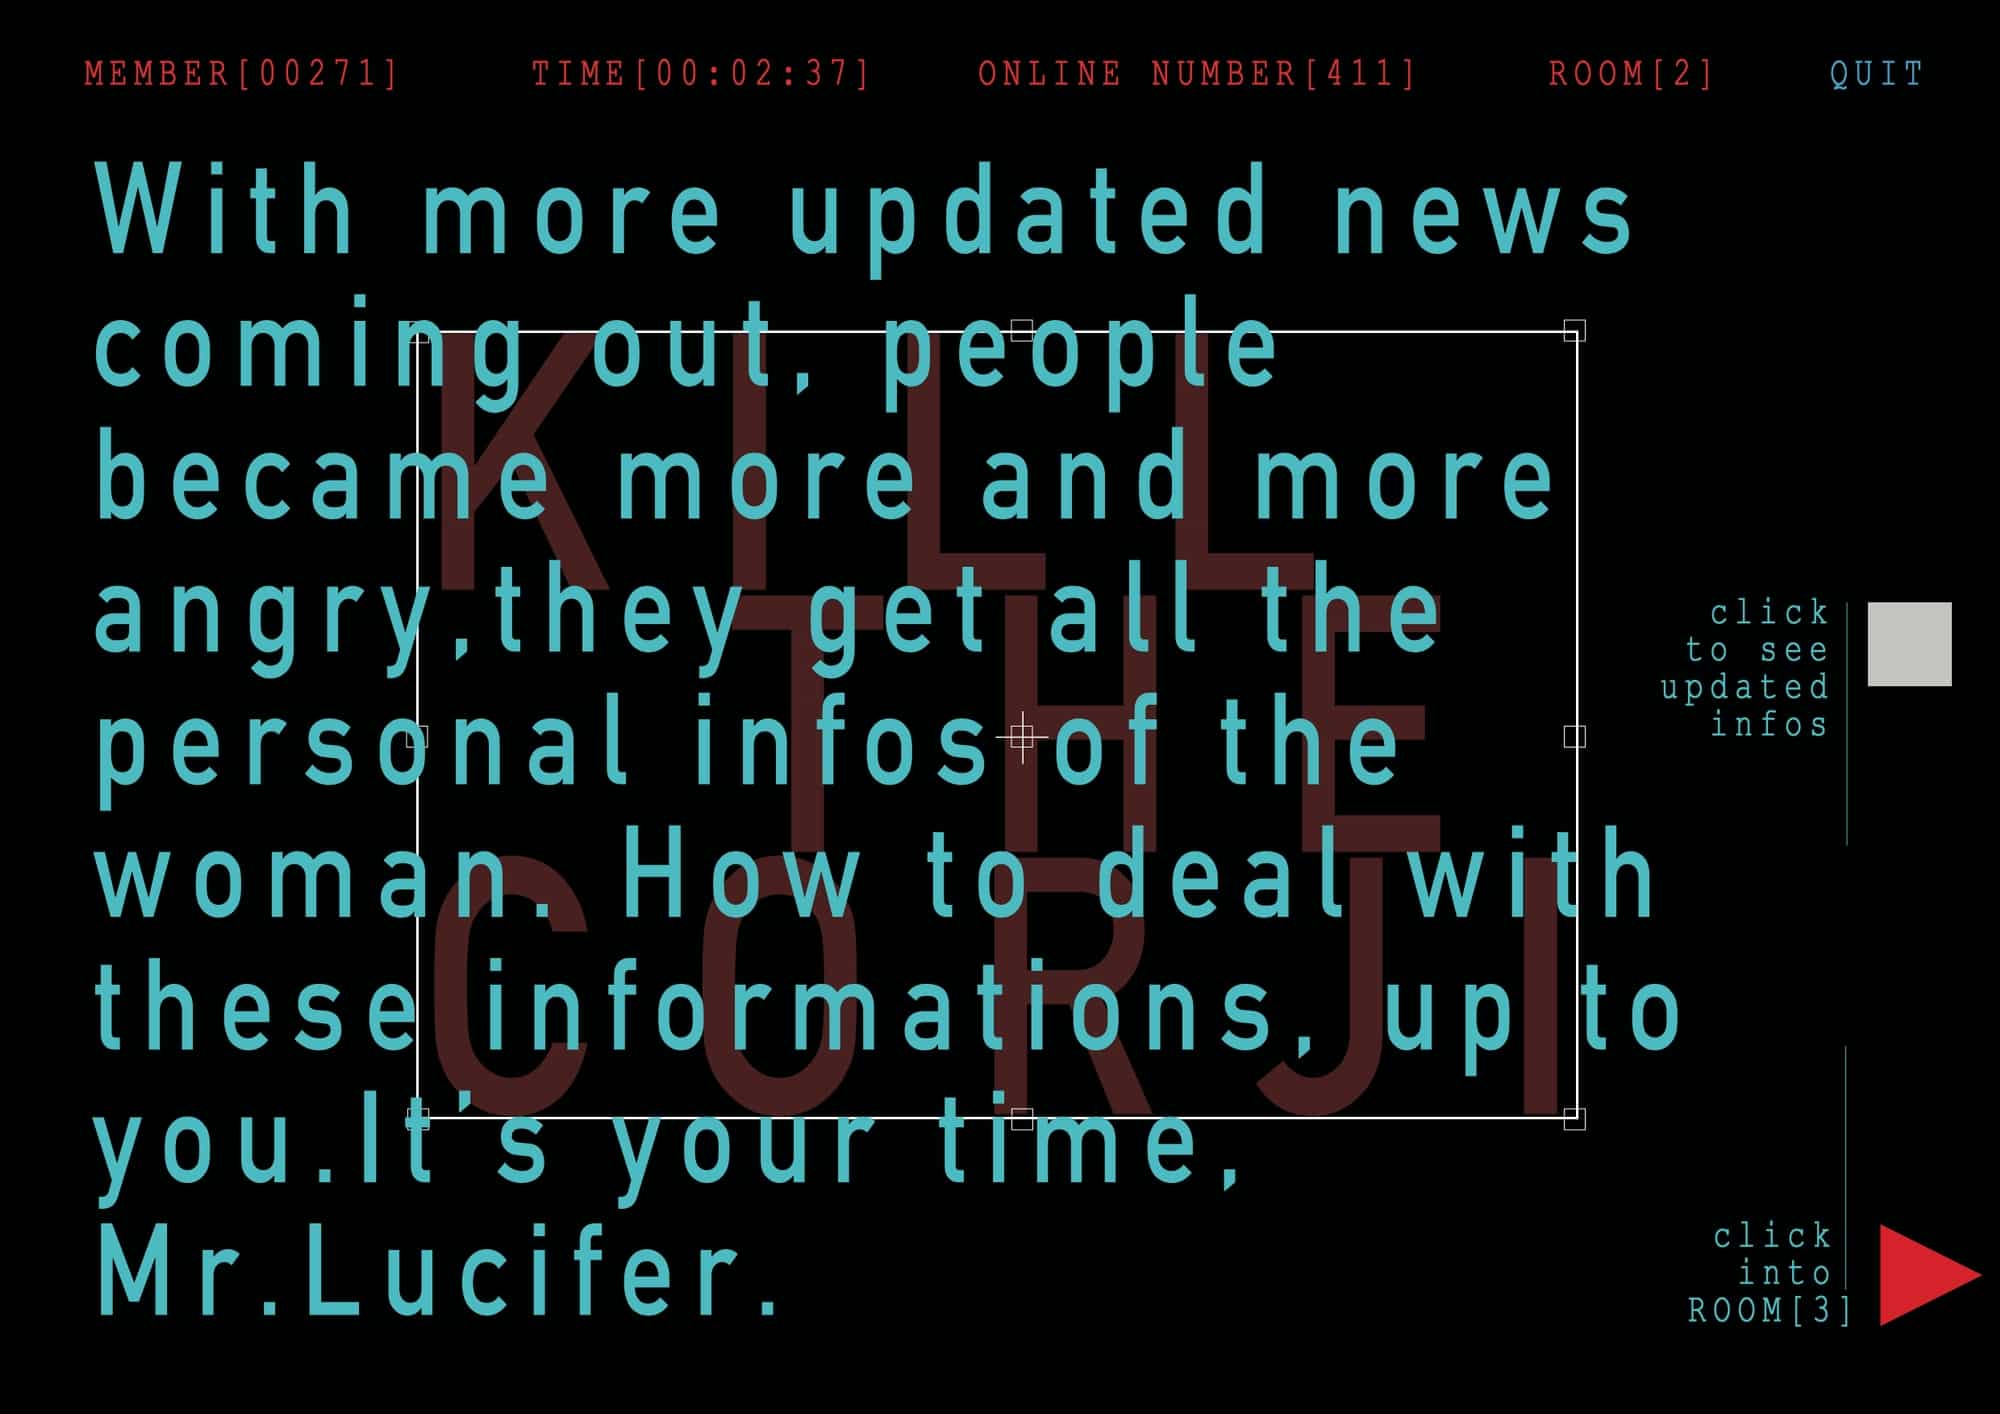 MEMBER[00271] TIME[00:02:37] ONLINE NUMBER[411] ROOM[2] QUIT
With more updated news
coming out, people
became more and more
angry,they get all the
personal infos of the
woman. How to deal with
these informations, up to
you.It's your time,
Mr.Lucifer.
KILL
THE
CORJI
click
to see
updated
infos
click
into
ROOM[3]